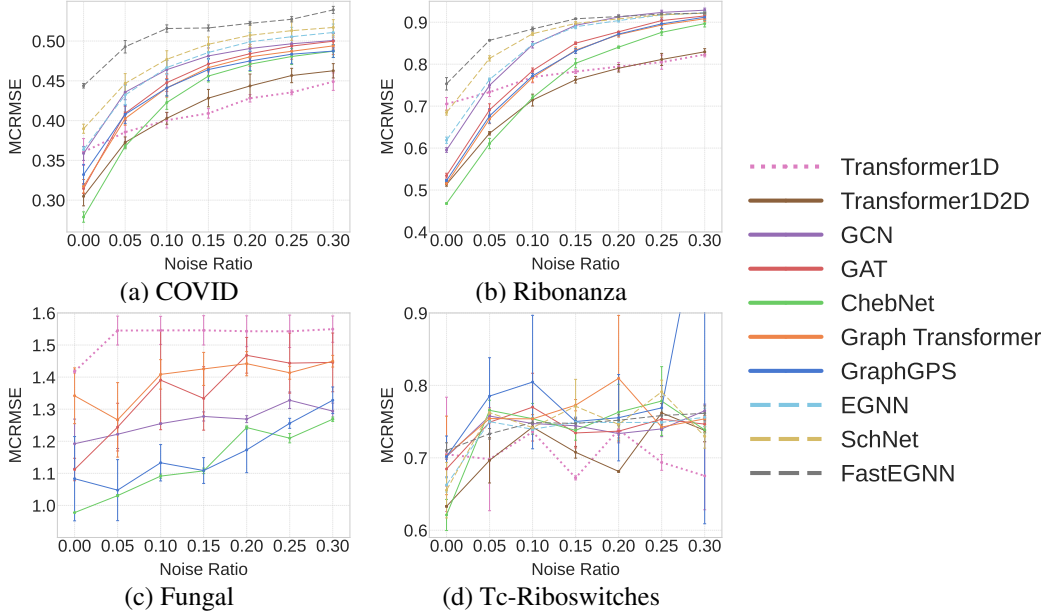 MCRMSE
0.50
0.45
0.40
0.35
0.30
0.00 0.05 0.10 0.15 0.20 0.25 0.30
Noise Ratio
(a) COVID
MCRMSE
0.9
0.8
0.7
0.6
0.5
0.4
0.00 0.05 0.10 0.15 0.20 0.25 0.30
Noise Ratio
(b) Ribonanza
MCRMSE
1.6
1.5
1.4
1.3
1.2
1.1
1.0
0.00 0.05 0.10 0.15 0.20 0.25 0.30
Noise Ratio
(c) Fungal
MCRMSE
0.9
0.8
0.7
0.6
0.00 0.05 0.10 0.15 0.20 0.25 0.30
Noise Ratio
(d) Tc-Riboswitches
Transformer1D
Transformer1D2D
GCN
GAT
ChebNet
Graph Transformer
GraphGPS
EGNN
SchNet
FastEGNN